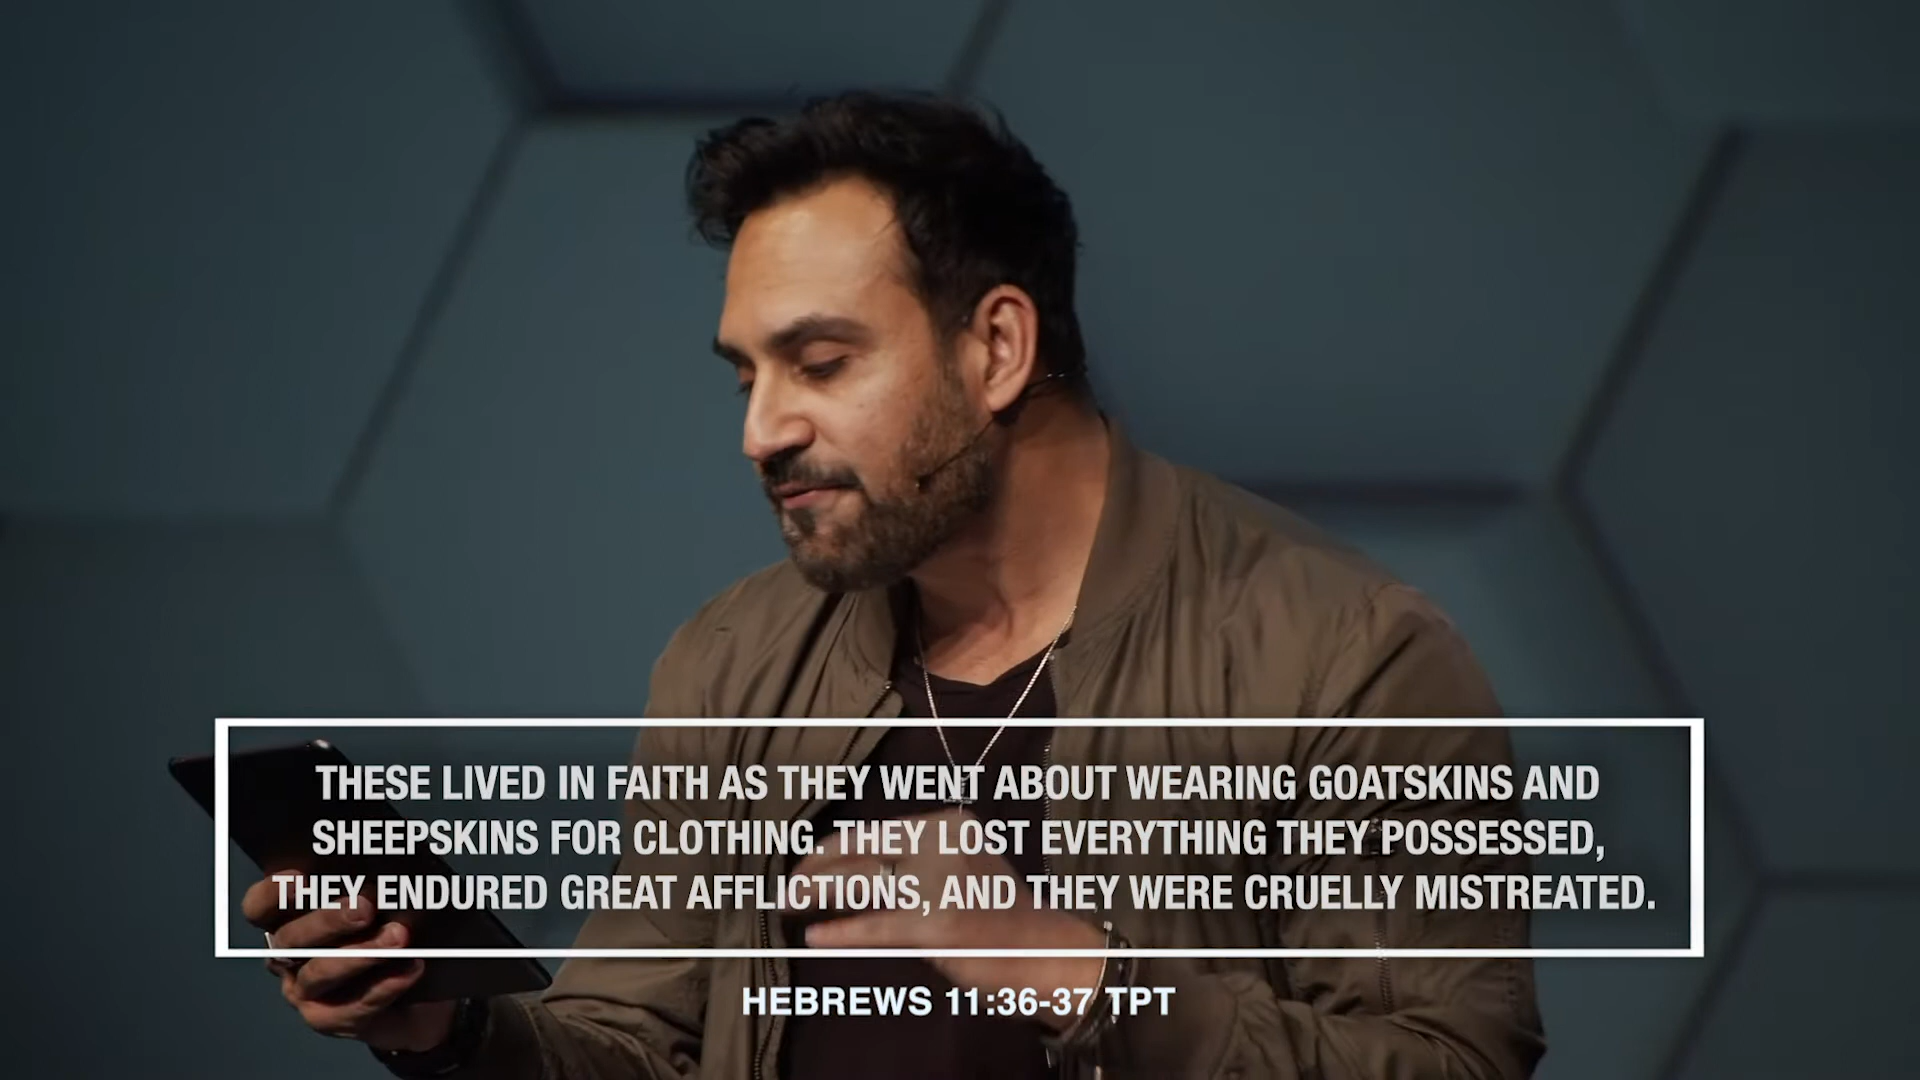 THESE LIVED IN FAITH AS THEY WENT ABOUT WEARING GOATSKINS AND
SHEEPSKINS FOR CLOTHING. THEY LOST EVERYTHING THEY POSSESSED,
THEY ENDURED GREAT AFFLICTIONS, AND THEY WERE CRUELLY MISTREATED.
HEBREWS 11:36-37 TPT